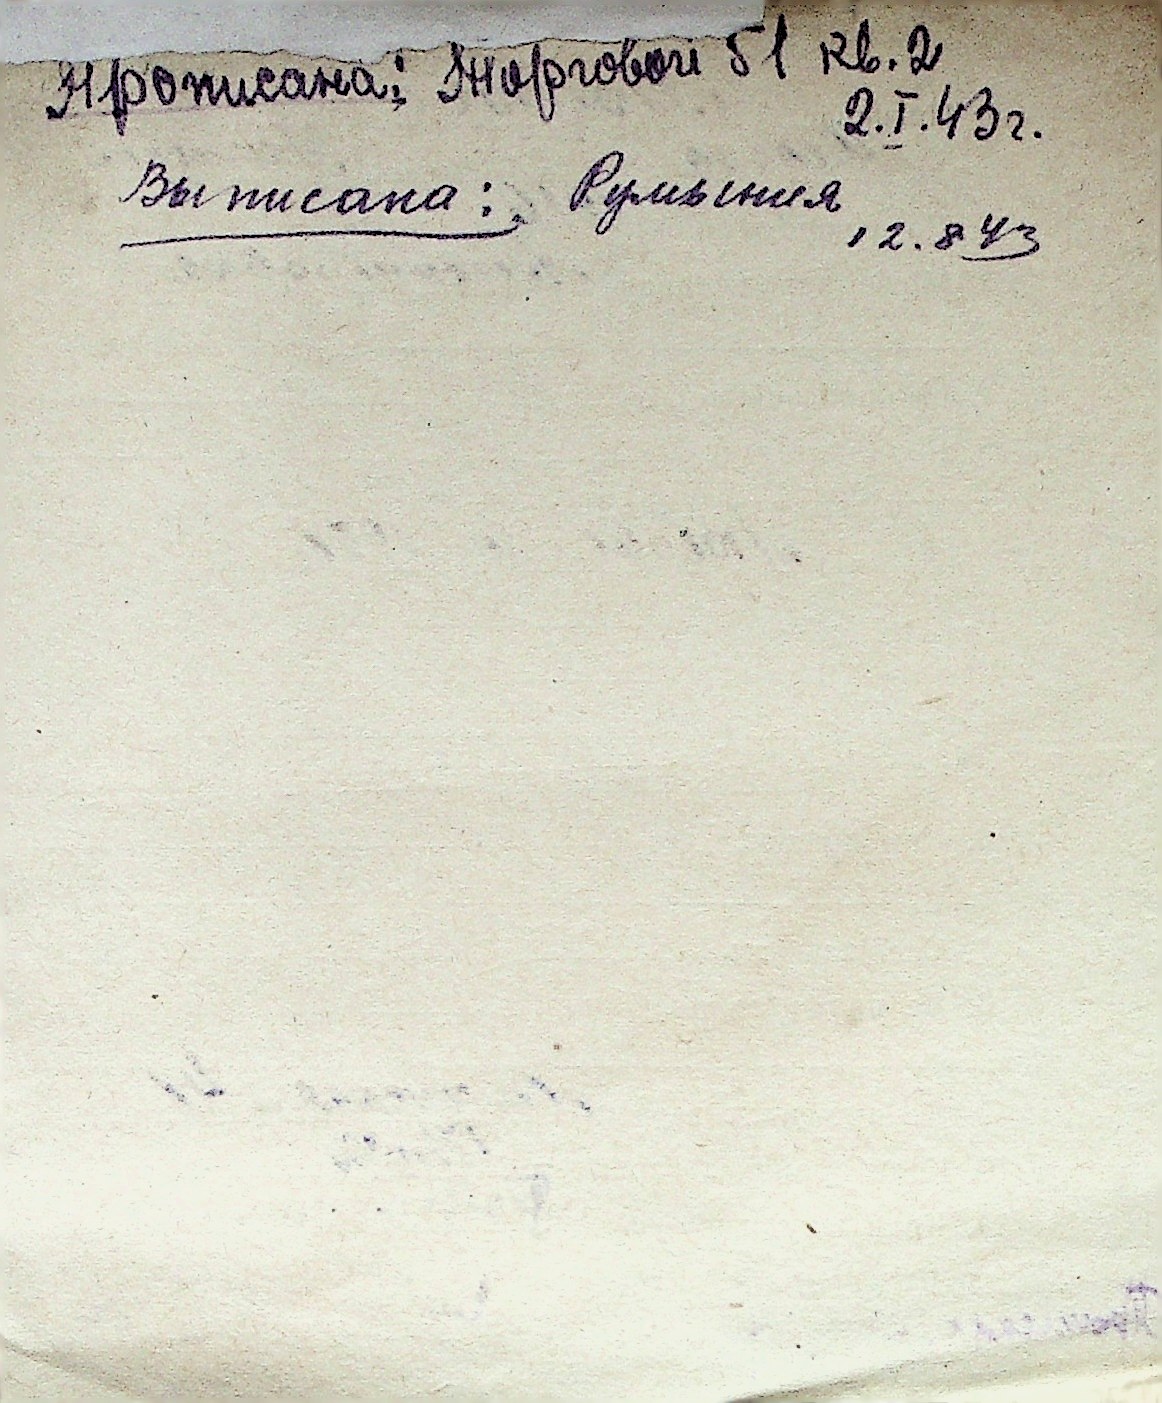 Прописана: Торговой 51 кв. 2
2.I.43г.
Выписана: Румыния
12.8 43